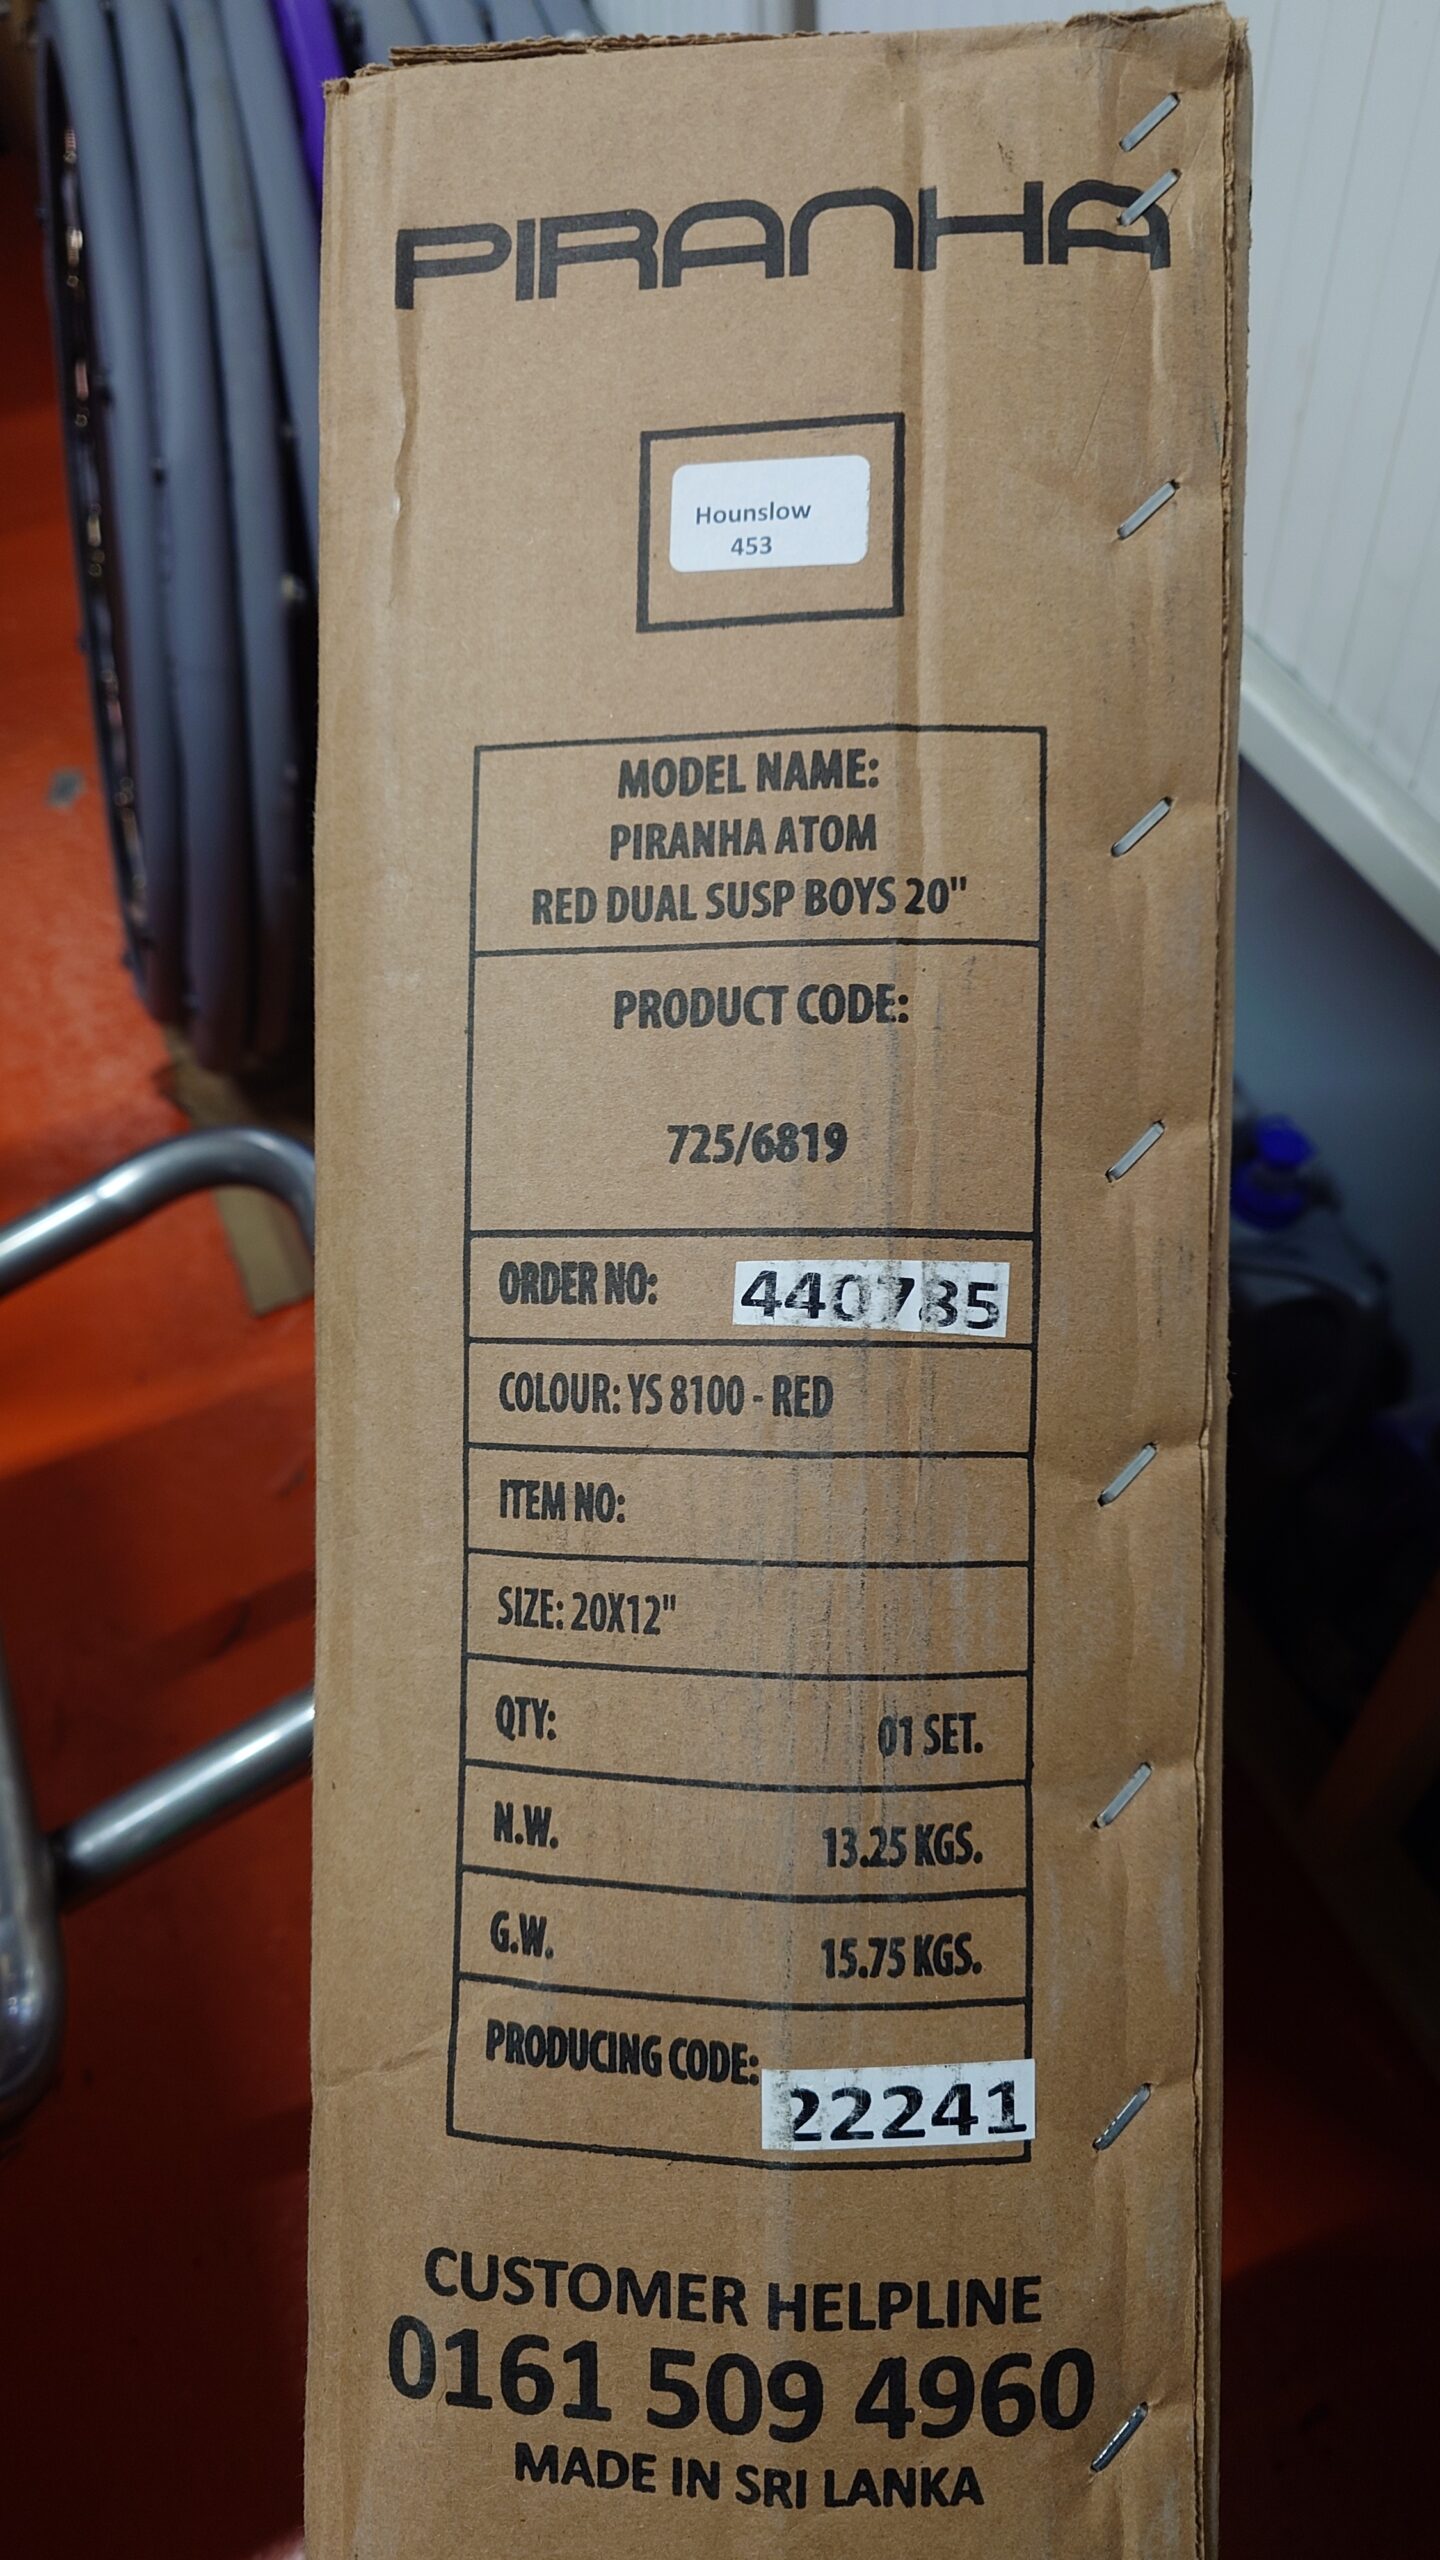 PIRANHA
Hounslow
453
MODEL NAME:
PIRANHA ATOM
RED DUAL SUSP BOYS 20"
PRODUCT CODE:
725/6819
ORDER NO: 440785
COLOUR: YS 8100 - RED
ITEM NO:
SIZE: 20X12"
QTY: 01 SET.
N.W. 13.25 KGS.
G.W. 15.75 KGS.
PRODUCING CODE: 22241
CUSTOMER HELPLINE
0161 509 4960
MADE IN SRI LANKA